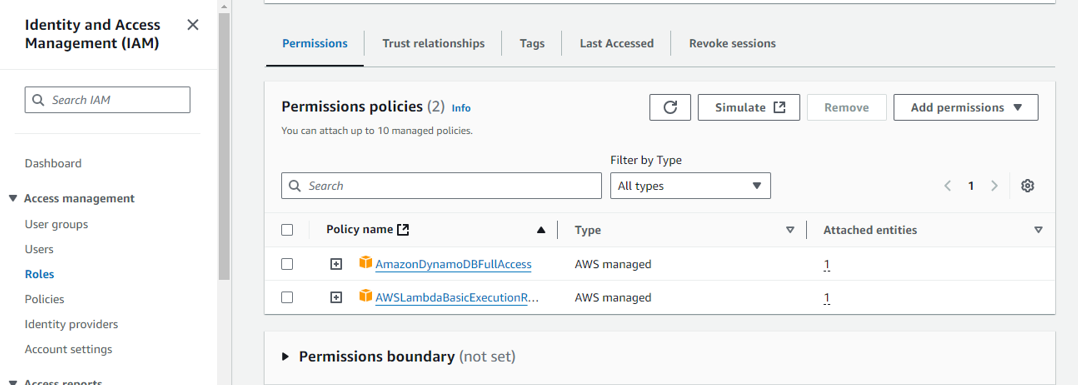 Identity and Access
Management (IAM)
Search IAM
Dashboard
Access management
User groups
Users
Roles
Policies
Identity providers
Account settings
Access reports
Permissions
Trust relationships
Tags
Last Accessed
Revoke sessions
Permissions policies (2) Info
You can attach up to 10 managed policies.
Simulate
Remove
Add permissions
Filter by Type
Search
All types
1
Policy name
Type
Attached entities
AmazonDynamoDBFullAccess
AWS managed
1
AWSLambdaBasicExecutionR...
AWS managed
1
Permissions boundary (not set)